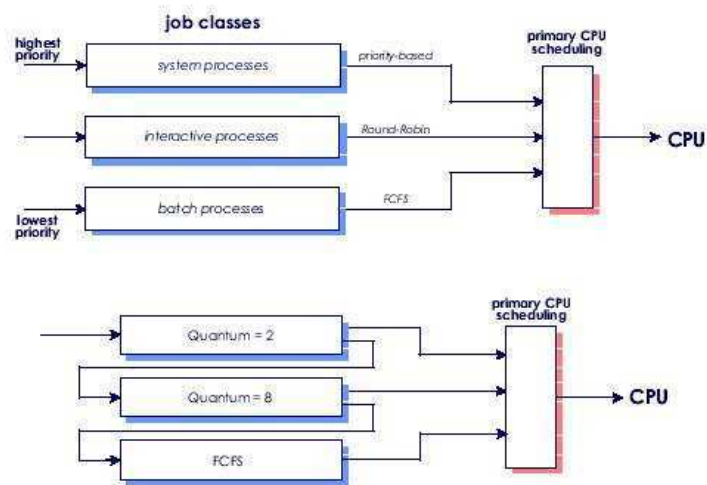 job classes
highest
priority
primary CPU
scheduling
system processes
priority-based
interactive processes
Round-Robin
CPU
batch processes
FCFS
lowest
priority
primary CPU
scheduling
Quantum = 2
Quantum = 8
CPU
FCFS